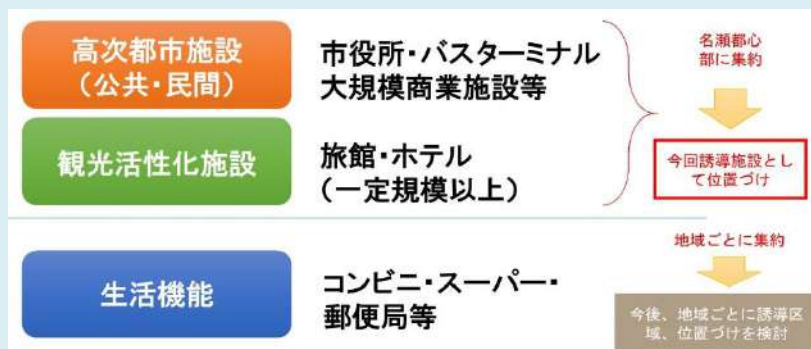 高次都市施設
（公共・民間）
市役所・バスターミナル
大規模商業施設等
名瀬都心
部に集約
観光活性化施設
旅館・ホテル
（一定規模以上）
今回誘導施設とし
て位置づけ
地域ごとに集約
生活機能
コンビニ・スーパー・
郵便局等
今後、地域ごとに誘導区
域、位置づけを検討